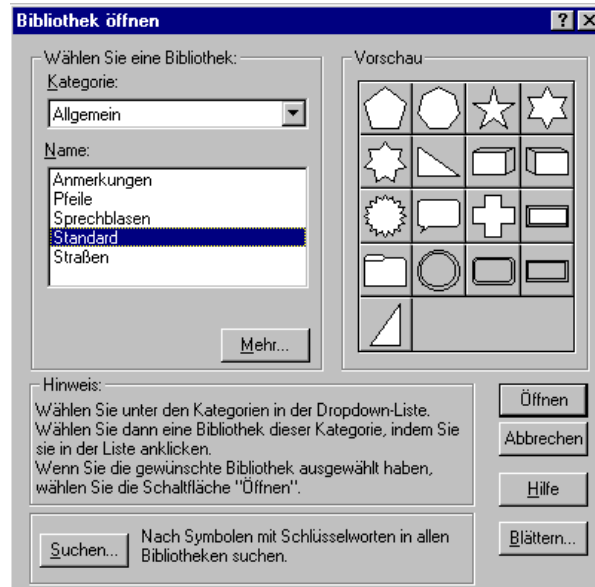 Bibliothek öffnen
Wählen Sie eine Bibliothek:
Kategorie:
Allgemein
Name:
Anmerkungen
Pfeile
Sprechblasen
Standard
Straßen
Mehr...
Vorschau
Hinweis:
Wählen Sie unter den Kategorien in der Dropdown-Liste.
Wählen Sie dann eine Bibliothek dieser Kategorie, indem Sie
sie in der Liste anklicken.
Wenn Sie die gewünschte Bibliothek ausgewählt haben,
wählen Sie die Schaltfläche "Öffnen".
Öffnen
Abbrechen
Hilfe
Blättern...
Suchen...
Nach Symbolen mit Schlüsselworten in allen
Bibliotheken suchen.